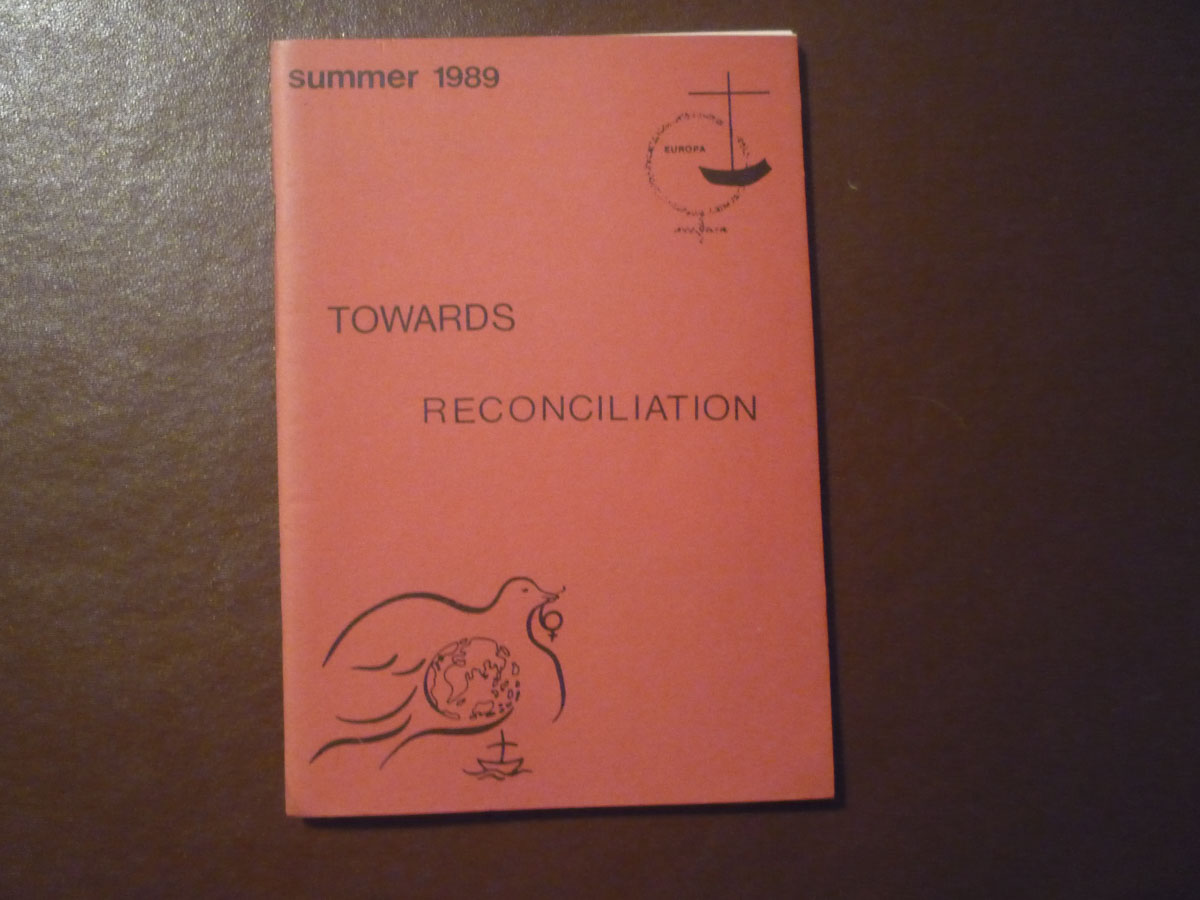 summer 1989
EUROPA
TOWARDS
RECONCILIATION